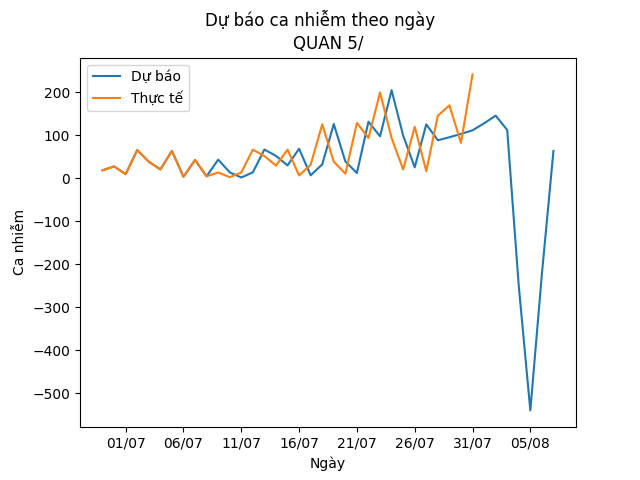 Dự báo ca nhiễm theo ngày
QUAN 5/
Dự báo
Thực tế
Ca nhiễm
200
100
0
−100
−200
−300
−400
−500
01/07 06/07 11/07 16/07 21/07 26/07 31/07 05/08
Ngày